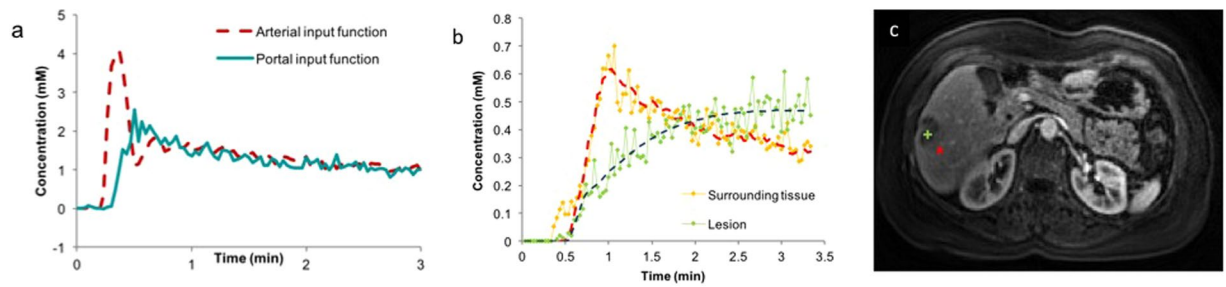 a
5
4
3
2
1
0
-1
Concentration (mM)
Arterial input function
Portal input function
0
1
2
3
Time (min)
b
0.8
0.7
0.6
0.5
0.4
0.3
0.2
0.1
0
Concentration (mM)
Surrounding tissue
Lesion
0 0.5 1 1.5 2 2.5 3 3.5
Time (min)
c